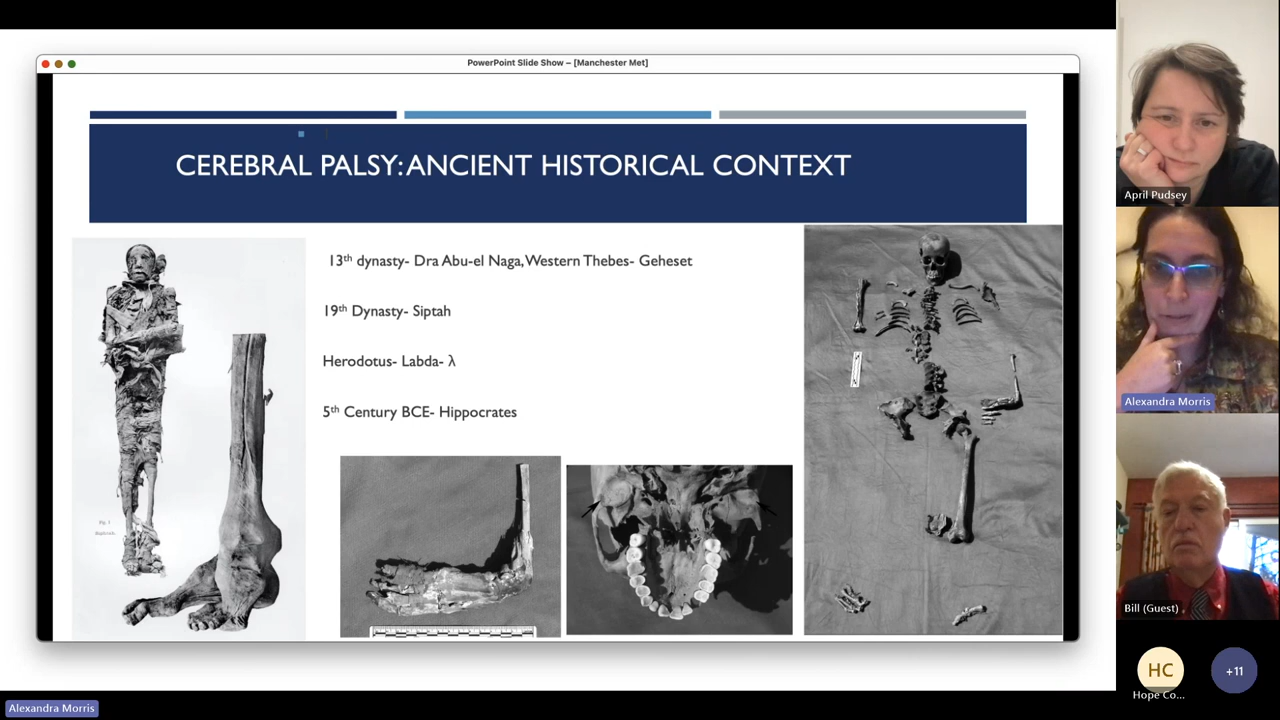 PowerPoint Slide Show – [Manchester Met]
CEREBRAL PALSY: ANCIENT HISTORICAL CONTEXT
13th dynasty- Dra Abu-el Naga, Western Thebes- Geheset
19th Dynasty- Siptah
Herodotus- Labda- λ
5th Century BCE- Hippocrates
Fig. 1
April Pudsey
Alexandra Morris
Bill (Guest)
HC
Hope Co...
+11
Alexandra Morris